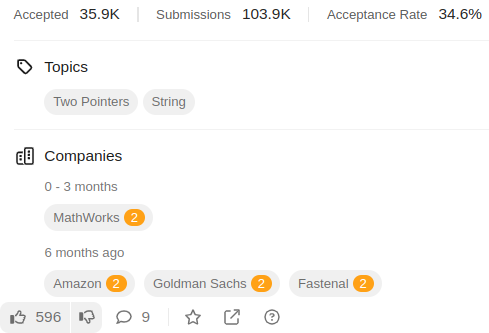 Accepted 35.9K Submissions 103.9K Acceptance Rate 34.6%
Topics
Two Pointers String
Companies
0 - 3 months
MathWorks 2
6 months ago
Amazon 2 Goldman Sachs 2 Fastenal 2
596 9